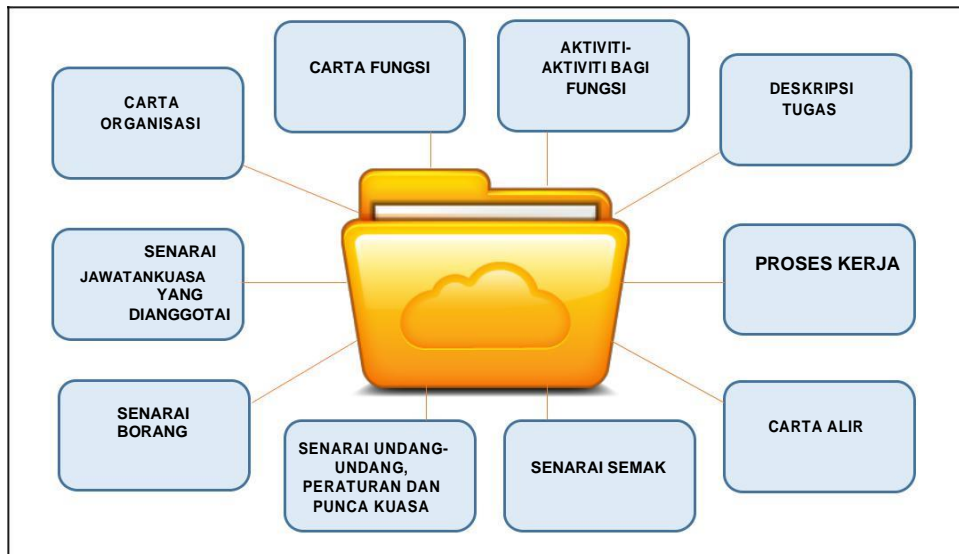 CARTA
ORGANISASI
CARTA FUNGSI
AKTIVITI-
AKTIVITI BAGI
FUNGSI
DESKRIPSI
TUGAS
SENARAI
JAWATANKUASA
YANG
DIANGGOTAI
PROSES KERJA
SENARAI
BORANG
SENARAI UNDANG-
UNDANG,
PERATURAN DAN
PUNCA KUASA
SENARAI SEMAK
CARTA ALIR